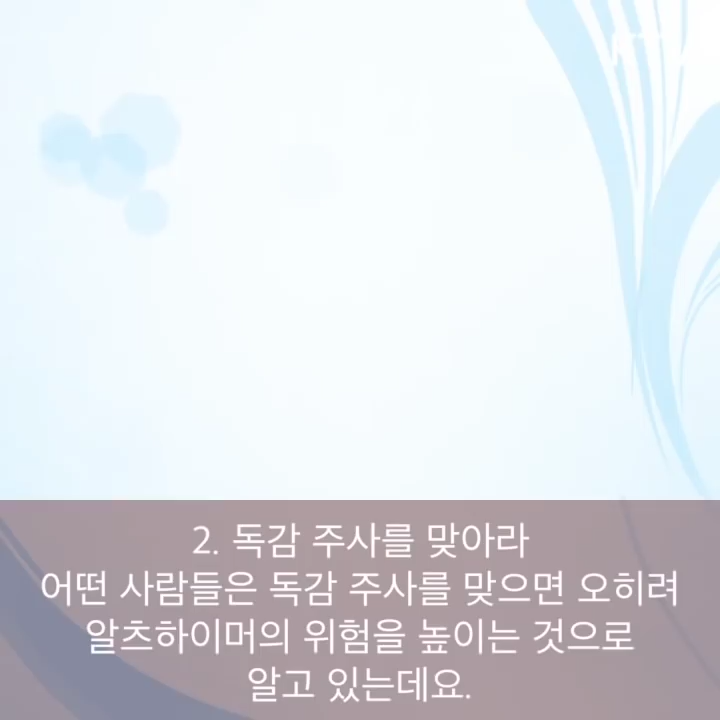 2. 독감 주사를 맞아라
어떤 사람들은 독감 주사를 맞으면 오히려
알츠하이머의 위험을 높이는 것으로
알고 있는데요.